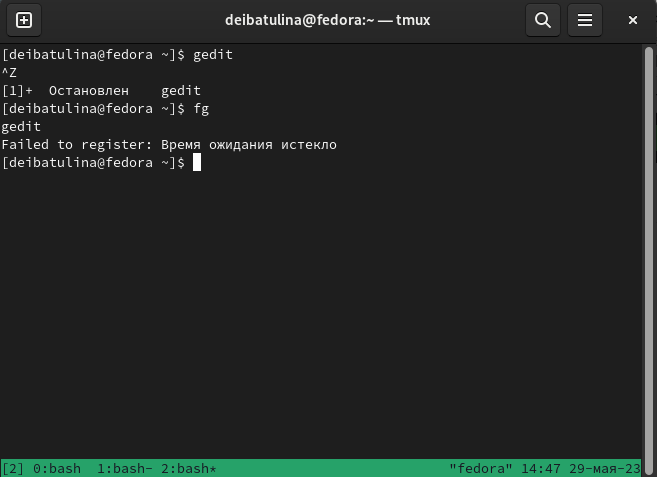 deibatulina@fedora:~ — tmux
[deibatulina@fedora ~]$ gedit
^Z
[1]+  Остановлен    gedit
[deibatulina@fedora ~]$ fg
gedit
Failed to register: Время ожидания истекло
[deibatulina@fedora ~]$
[2] 0:bash  1:bash- 2:bash*    "fedora" 14:47 29-мая-23